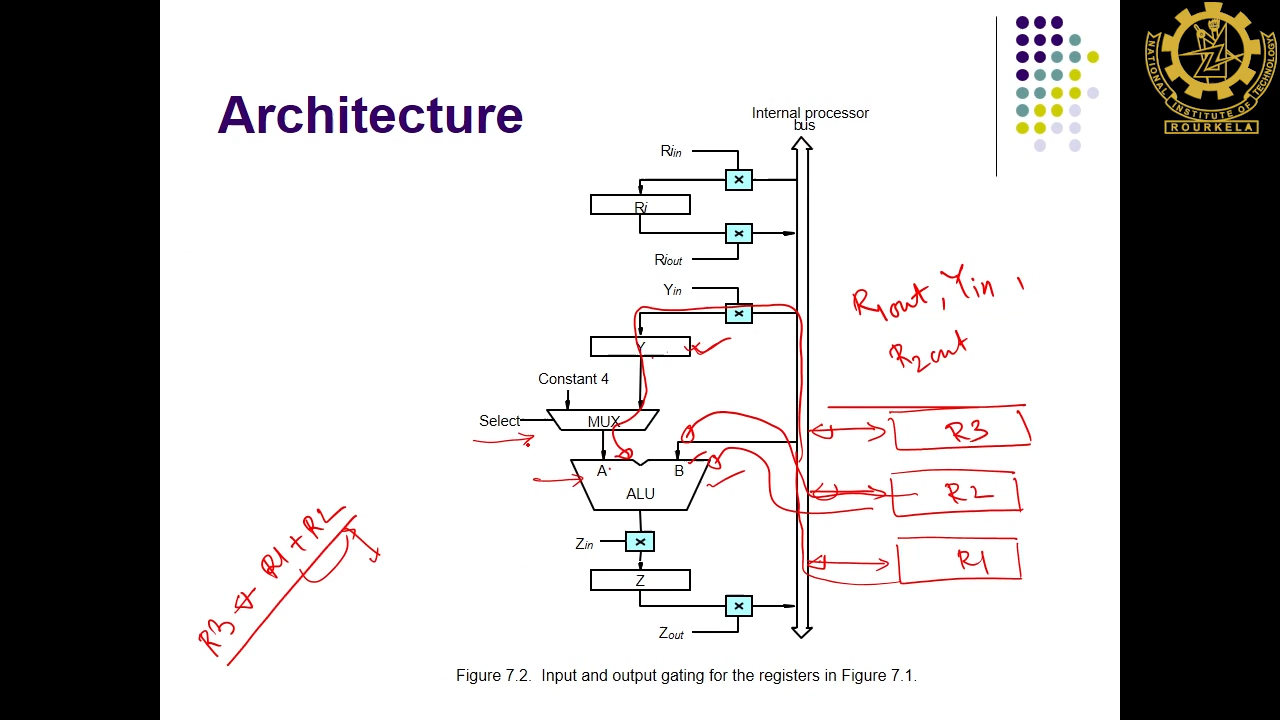 Architecture
Internal processor
bus
Riin
Ri
Riout
Yin
Y
Constant 4
Select
MUX
A
B
ALU
Zin
Z
Zout
R1out, Yin,
R2out
R3
R2
R1
R3 ← R1 + R2
Figure 7.2. Input and output gating for the registers in Figure 7.1.
NATIONAL INSTITUTE OF TECHNOLOGY
ROURKELA